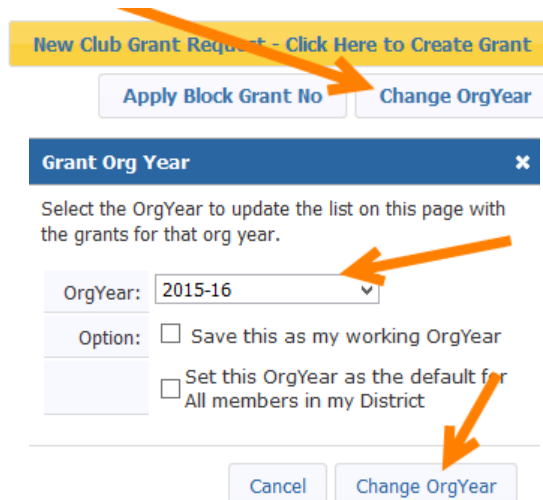 New Club Grant Request - Click Here to Create Grant
Apply Block Grant No Change OrgYear
Grant Org Year ×
Select the OrgYear to update the list on this page with
the grants for that org year.
OrgYear: 2015-16
Option: Save this as my working OrgYear
Set this OrgYear as the default for
All members in my District
Cancel Change OrgYear